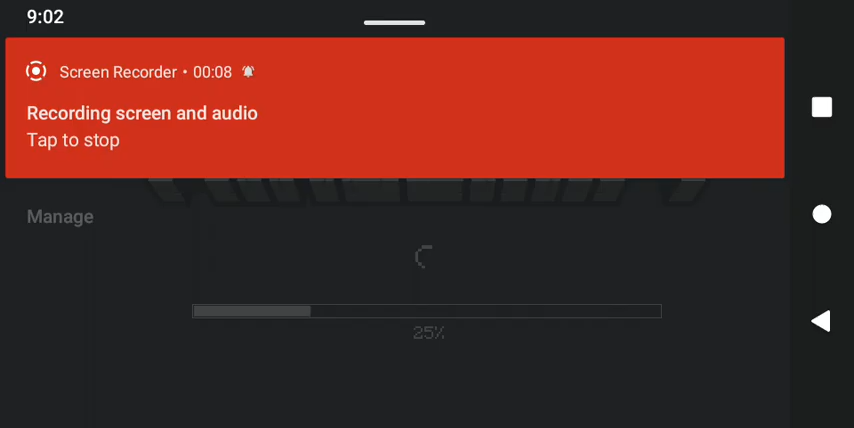 9:02
Screen Recorder • 00:08
Recording screen and audio
Tap to stop
Manage
25%